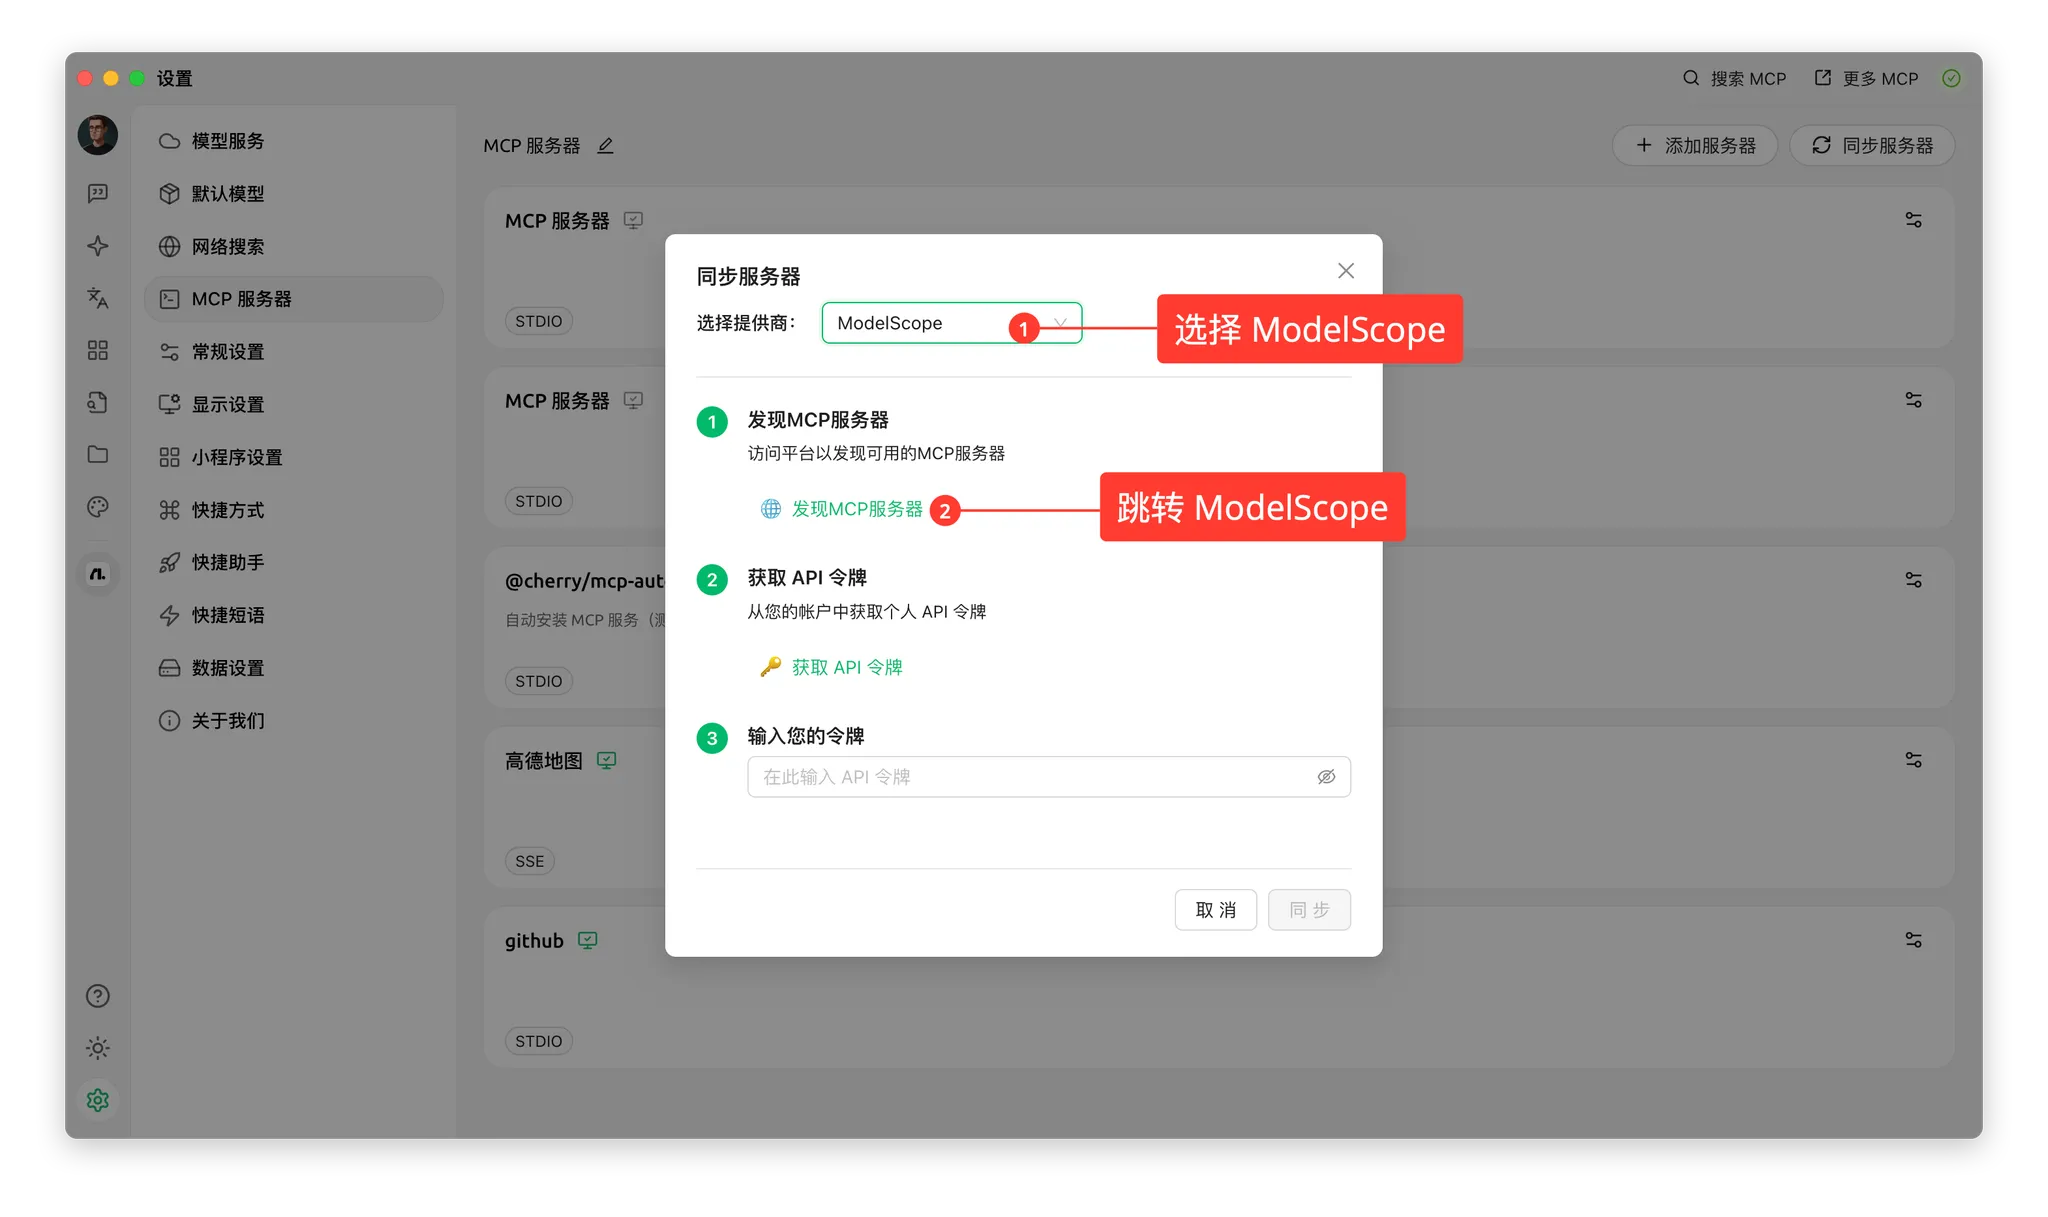 设置
搜索 MCP
更多 MCP
模型服务
默认模型
网络搜索
MCP 服务器
常规设置
显示设置
小程序设置
快捷方式
快捷助手
快捷短语
数据设置
关于我们
MCP 服务器
添加服务器
同步服务器
MCP 服务器
STDIO
MCP 服务器
STDIO
@cherry/mcp-aut
自动安装 MCP 服务（测
STDIO
高德地图
SSE
github
STDIO
同步服务器
选择提供商：
ModelScope
1
选择 ModelScope
1
发现MCP服务器
访问平台以发现可用的MCP服务器
发现MCP服务器
2
跳转 ModelScope
2
获取 API 令牌
从您的帐户中获取个人 API 令牌
获取 API 令牌
3
输入您的令牌
在此输入 API 令牌
取 消
同 步